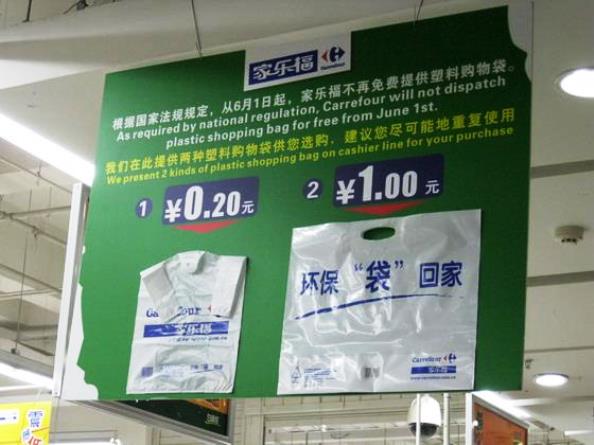 家乐福 Carrefour
根据国家法规规定，从6月1日起，家乐福不再免费提供塑料购物袋。
As required by national regulation, Carrefour will not dispatch
plastic shopping bag for free from June 1st.
我们在此提供两种塑料购物袋供您选购，建议您尽可能地重复使用
We present 2 kinds of plastic shopping bag on cashier line for your purchase
1 ¥0.20元
2 ¥1.00元
家乐福
环保“袋”回家
Carrefour
家乐福